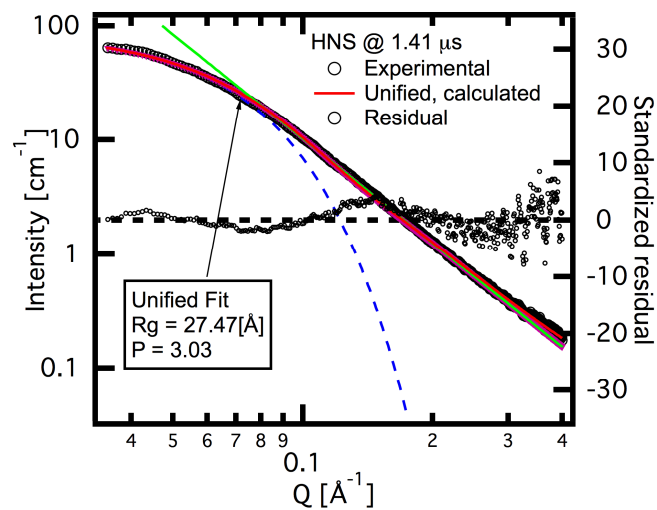 HNS @ 1.41 μs
Experimental
Unified, calculated
Residual
100
10
1
0.1
Intensity [cm-1]
30
20
10
0
-10
-20
-30
Standardized residual
Unified Fit
Rg = 27.47[Å]
P = 3.03
4 5 6 7 8 9 2 3 4
0.1
Q [Å-1]